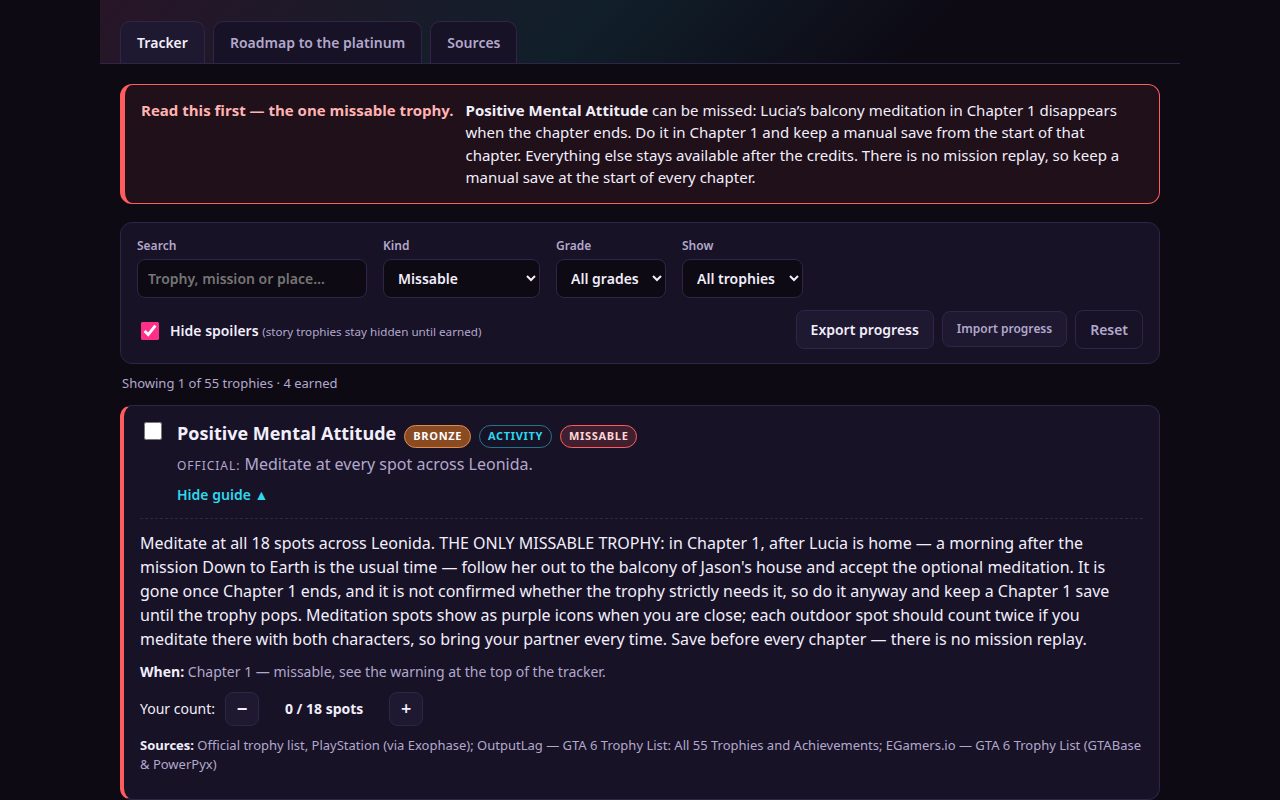 Tracker
Roadmap to the platinum
Sources
Read this first — the one missable trophy.
Positive Mental Attitude can be missed: Lucia’s balcony meditation in Chapter 1 disappears
when the chapter ends. Do it in Chapter 1 and keep a manual save from the start of that
chapter. Everything else stays available after the credits. There is no mission replay, so keep a
manual save at the start of every chapter.
Search
Kind
Grade
Show
Trophy, mission or place...
Missable
All grades
All trophies
Hide spoilers (story trophies stay hidden until earned)
Export progress
Import progress
Reset
Showing 1 of 55 trophies · 4 earned
Positive Mental Attitude
BRONZE
ACTIVITY
MISSABLE
OFFICIAL: Meditate at every spot across Leonida.
Hide guide ▲
Meditate at all 18 spots across Leonida. THE ONLY MISSABLE TROPHY: in Chapter 1, after Lucia is home — a morning after the
mission Down to Earth is the usual time — follow her out to the balcony of Jason's house and accept the optional meditation. It is
gone once Chapter 1 ends, and it is not confirmed whether the trophy strictly needs it, so do it anyway and keep a Chapter 1 save
until the trophy pops. Meditation spots show as purple icons when you are close; each outdoor spot should count twice if you
meditate there with both characters, so bring your partner every time. Save before every chapter — there is no mission replay.
When: Chapter 1 — missable, see the warning at the top of the tracker.
Your count: − 0 / 18 spots +
Sources: Official trophy list, PlayStation (via Exophase); OutputLag — GTA 6 Trophy List: All 55 Trophies and Achievements; EGamers.io — GTA 6 Trophy List (GTABase
& PowerPyx)